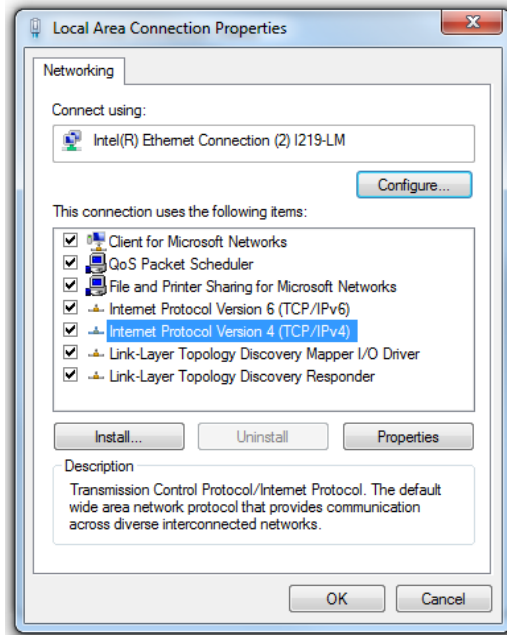 Local Area Connection Properties
Networking
Connect using:
Intel(R) Ethernet Connection (2) I219-LM
Configure...
This connection uses the following items:
Client for Microsoft Networks
QoS Packet Scheduler
File and Printer Sharing for Microsoft Networks
Internet Protocol Version 6 (TCP/IPv6)
Internet Protocol Version 4 (TCP/IPv4)
Link-Layer Topology Discovery Mapper I/O Driver
Link-Layer Topology Discovery Responder
Install... Uninstall Properties
Description
Transmission Control Protocol/Internet Protocol. The default
wide area network protocol that provides communication
across diverse interconnected networks.
OK Cancel